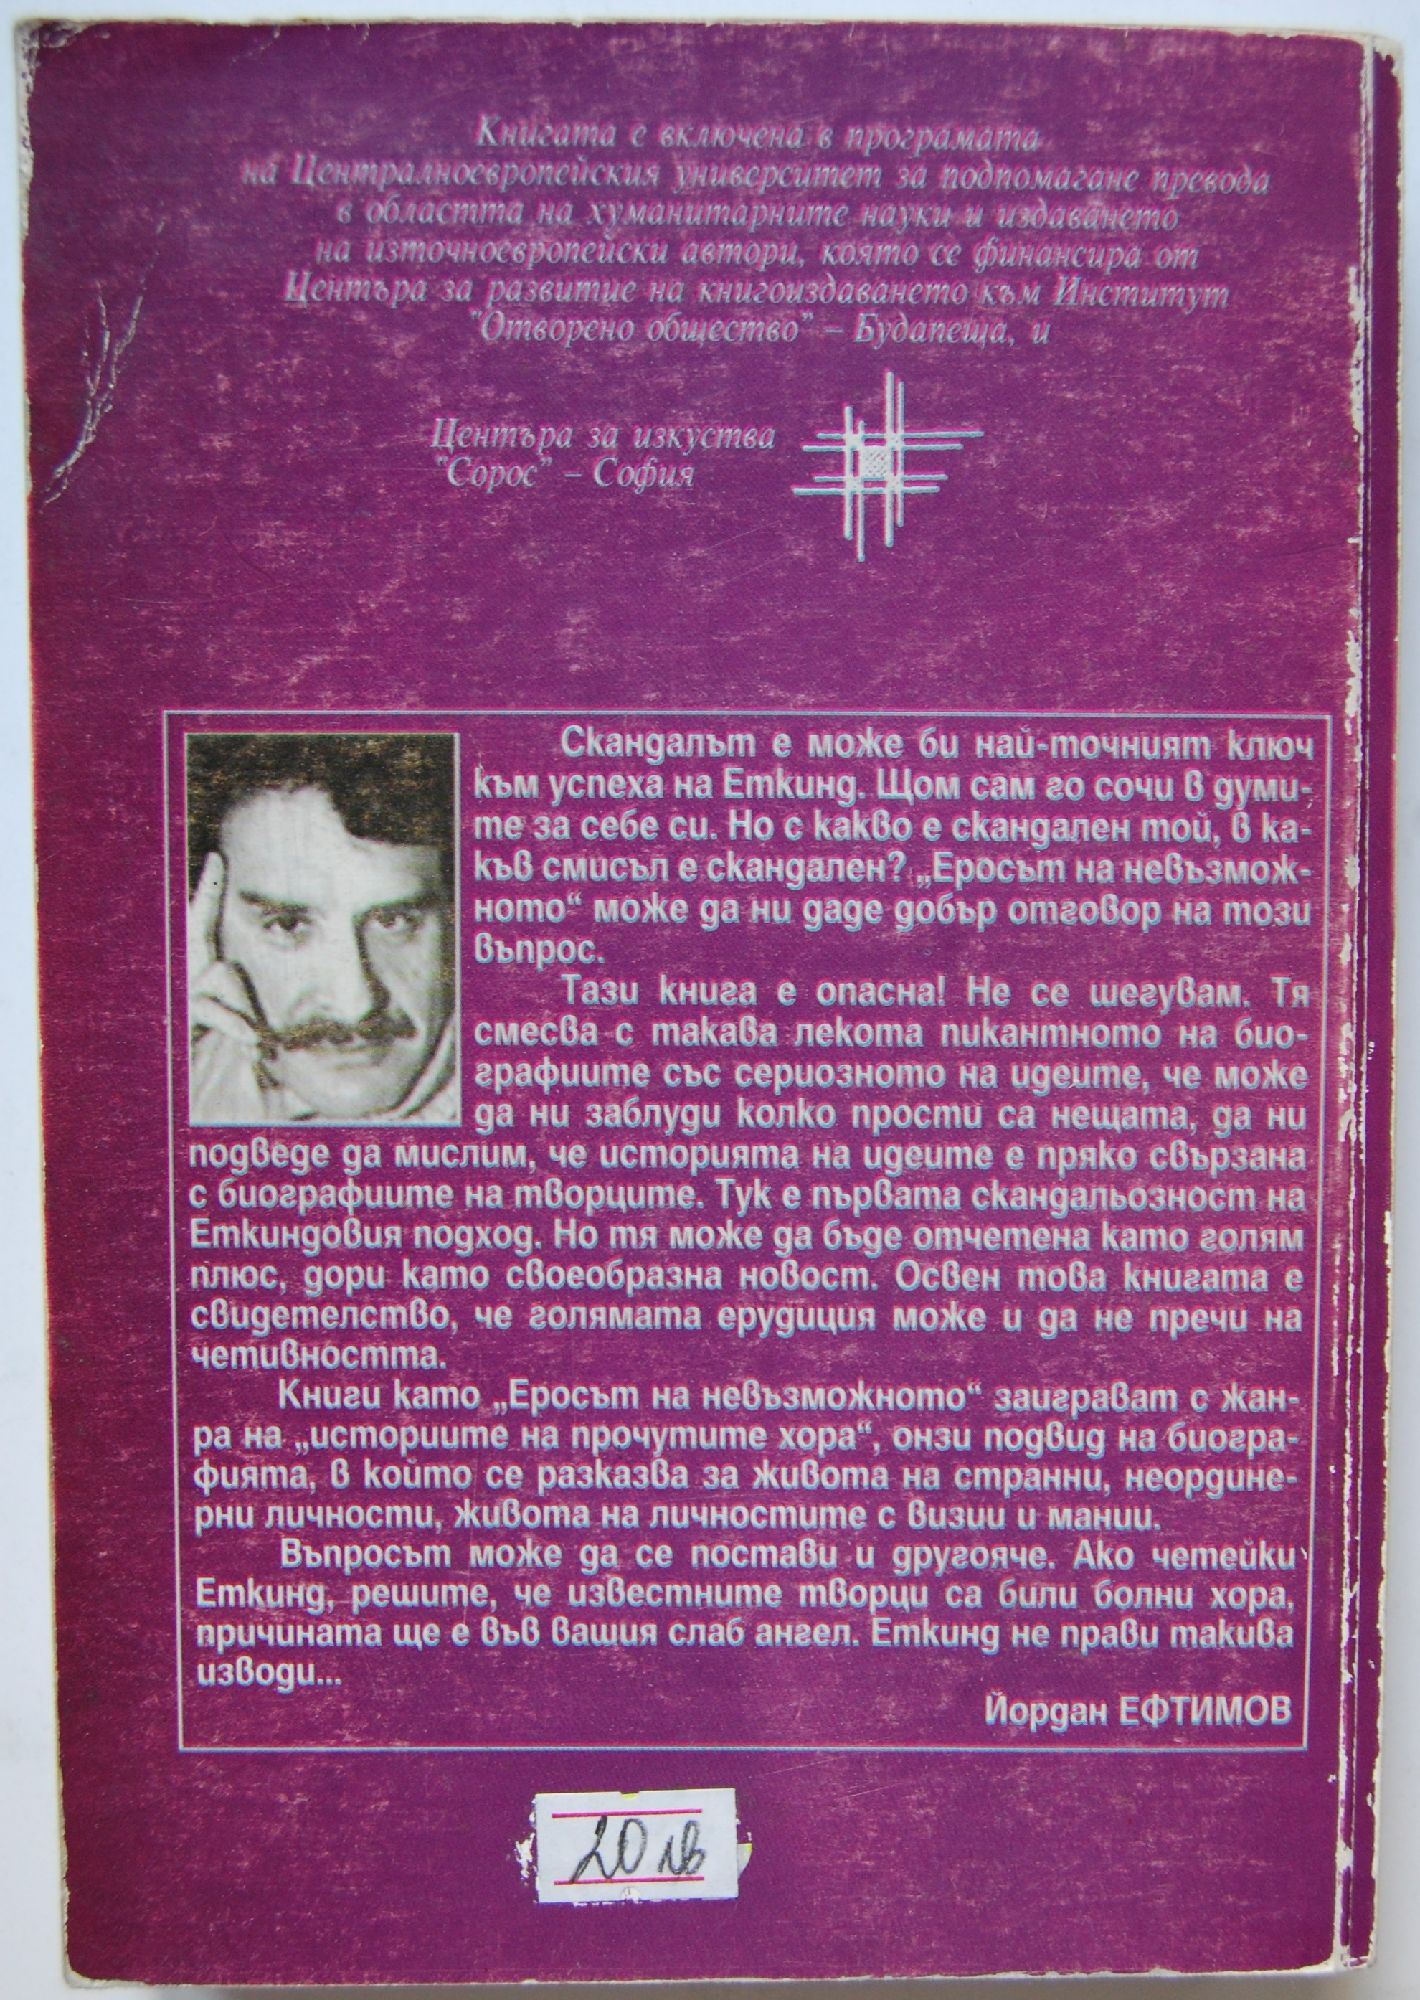 Книгата е включена в програмата
на Централноевропейския университет за подпомагане превода
в областта на хуманитарните науки и издаването
на източноевропейски автори, която се финансира от
Центъра за развитие на книгоиздаването към Институт
"Отворено общество" – Будапеща, и
Центъра за изкуства
"Сорос" – София
Скандалът е може би най-точният ключ
към успеха на Еткинд. Щом сам го сочи в думи-
те за себе си. Но с какво е скандален той, в ка-
къв смисъл е скандален? „Еросът на невъзмож-
ното“ може да ни даде добър отговор на този
въпрос.
Тази книга е опасна! Не се шегувам. Тя
смесва с такава лекота пикантното на био-
графиите със сериозното на идеите, че може
да ни заблуди колко прости са нещата, да ни
подведе да мислим, че историята на идеите е пряко свързана
с биографиите на творците. Тук е първата скандальозност на
Еткиндовия подход. Но тя може да бъде отчетена като голям
плюс, дори като своеобразна новост. Освен това книгата е
свидетелство, че голямата ерудиция може и да не пречи на
четивността.
Книги като „Еросът на невъзможното“ заиграват с жан-
ра на „историите на прочутите хора“, онзи подвид на биогра-
фията, в който се разказва за живота на странни, неордине-
рни личности, живота на личностите с визии и мании.
Въпросът може да се постави и другояче. Ако четейки
Еткинд, решите, че известните творци са били болни хора,
причината ще е във вашия слаб ангел. Еткинд не прави такива
изводи...
Йордан ЕФТИМОВ
20 лв